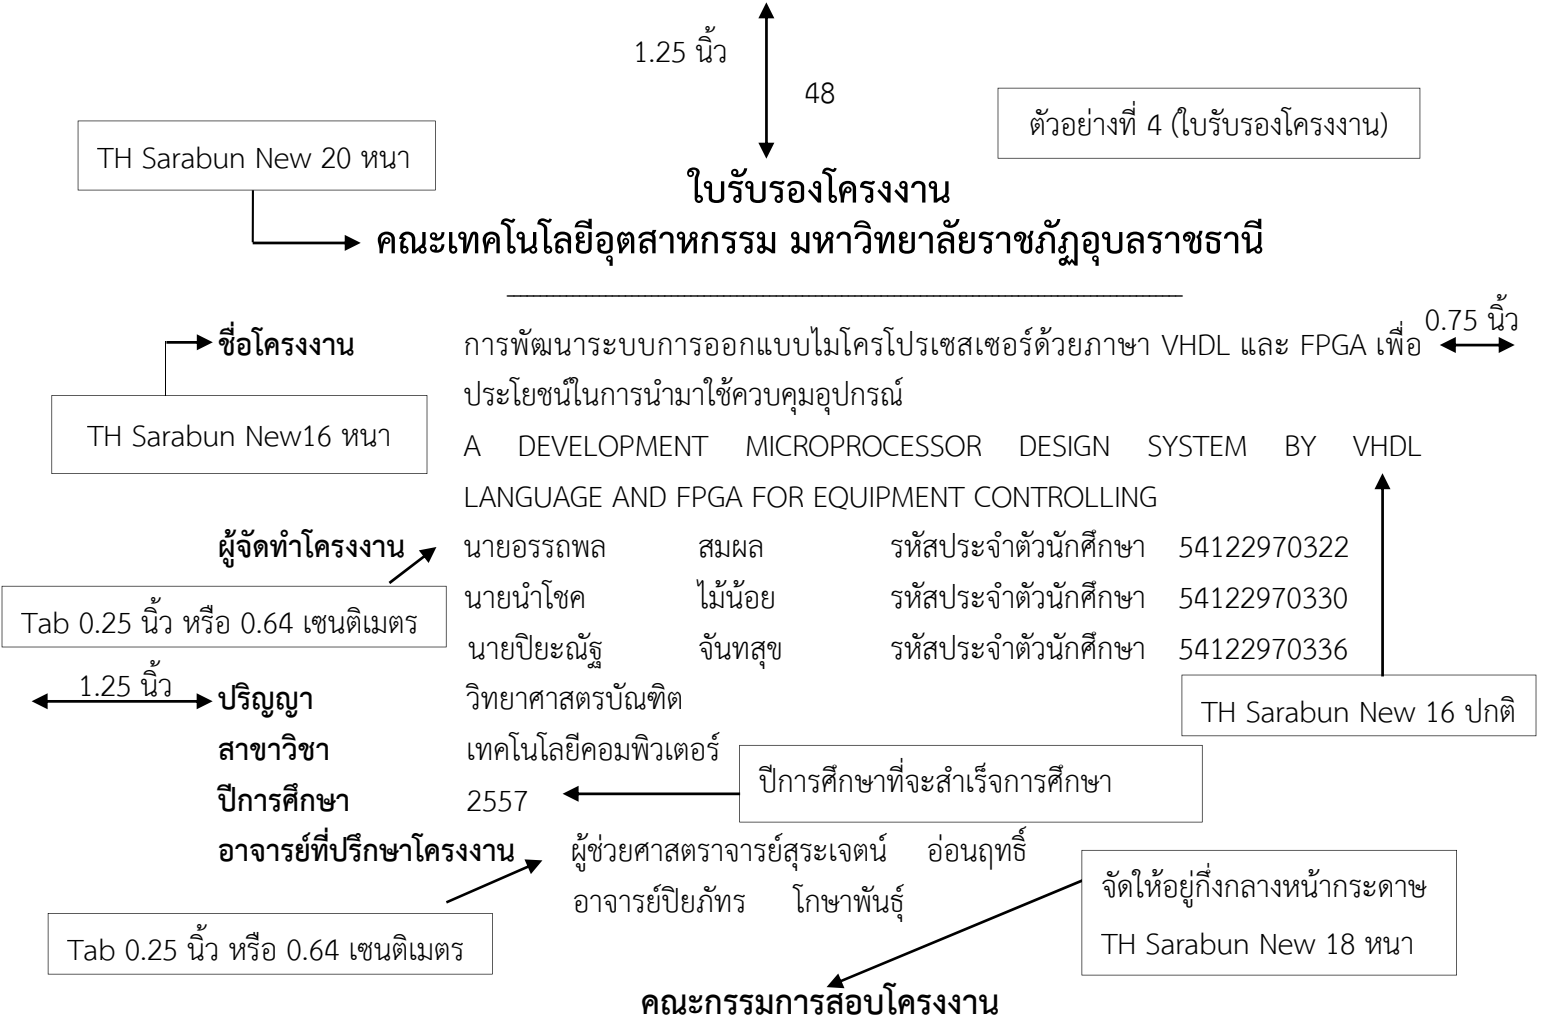 1.25 นิ้ว
48
ตัวอย่างที่ 4 (ใบรับรองโครงงาน)
TH Sarabun New 20 หนา
ใบรับรองโครงงาน
คณะเทคโนโลยีอุตสาหกรรม มหาวิทยาลัยราชภัฏอุบลราชธานี
0.75 นิ้ว
ชื่อโครงงาน การพัฒนาระบบการออกแบบไมโครโปรเซสเซอร์ด้วยภาษา VHDL และ FPGA เพื่อ
ประโยชน์ในการนำมาใช้ควบคุมอุปกรณ์
TH Sarabun New16 หนา
A DEVELOPMENT MICROPROCESSOR DESIGN SYSTEM BY VHDL
LANGUAGE AND FPGA FOR EQUIPMENT CONTROLLING
ผู้จัดทำโครงงาน นายอรรถพล สมผล รหัสประจำตัวนักศึกษา 54122970322
นายนำโชค ไม้น้อย รหัสประจำตัวนักศึกษา 54122970330
Tab 0.25 นิ้ว หรือ 0.64 เซนติเมตร
นายปิยะณัฐ จันทสุข รหัสประจำตัวนักศึกษา 54122970336
1.25 นิ้ว
ปริญญา วิทยาศาสตรบัณฑิต
TH Sarabun New 16 ปกติ
สาขาวิชา เทคโนโลยีคอมพิวเตอร์
ปีการศึกษาที่จะสำเร็จการศึกษา
ปีการศึกษา 2557
อาจารย์ที่ปรึกษาโครงงาน ผู้ช่วยศาสตราจารย์สุระเจตน์ อ่อนฤทธิ์
อาจารย์ปิยภัทร โกษาพันธุ์
จัดให้อยู่กึ่งกลางหน้ากระดาษ
TH Sarabun New 18 หนา
Tab 0.25 นิ้ว หรือ 0.64 เซนติเมตร
คณะกรรมการสอบโครงงาน